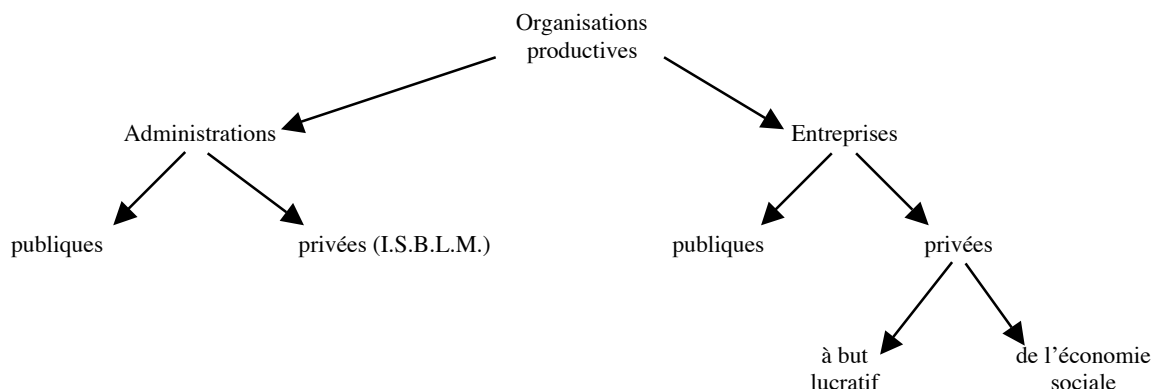 Organisations
productives
Administrations
Entreprises
publiques
privées (I.S.B.L.M.)
publiques
privées
à but
lucratif
de l'économie
sociale